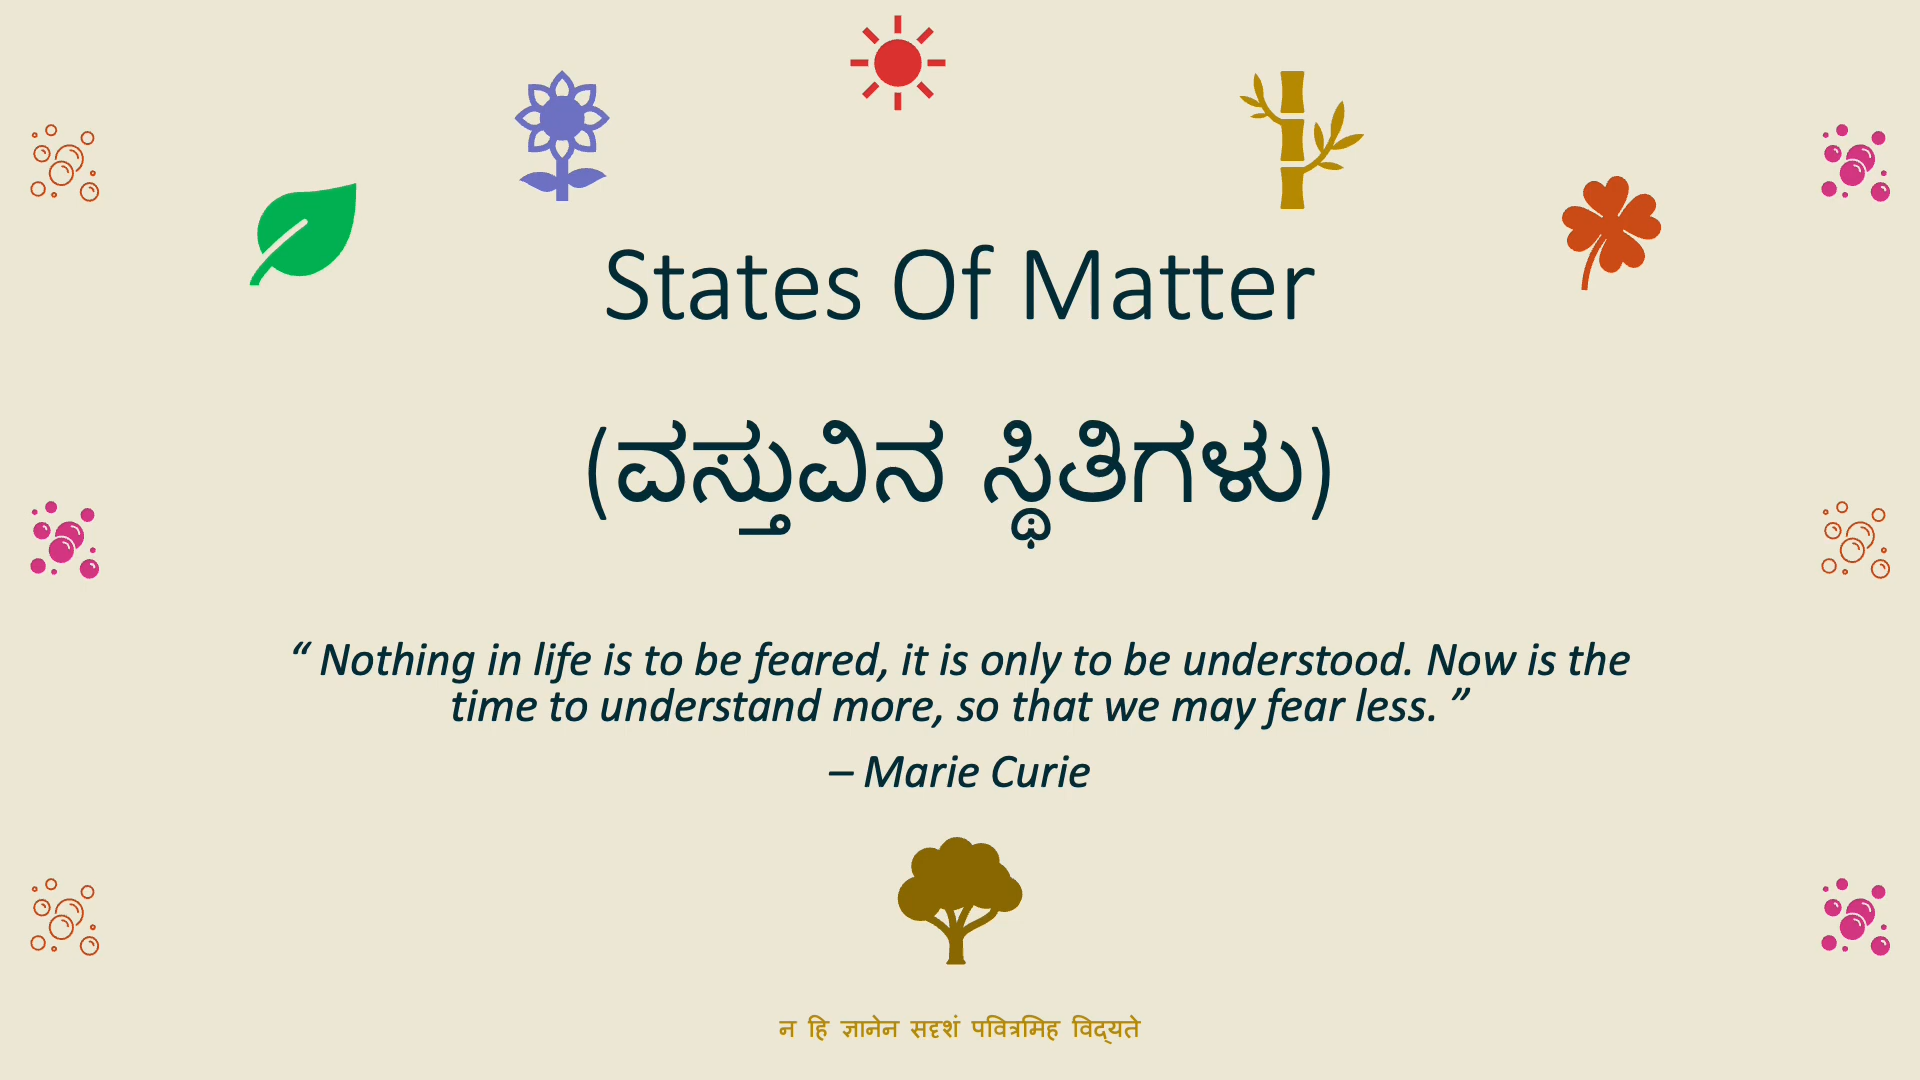 States Of Matter
(ವಸ್ತುವಿನ ಸ್ಥಿತಿಗಳು)
“ Nothing in life is to be feared, it is only to be understood. Now is the
time to understand more, so that we may fear less. ”
– Marie Curie
न हि ज्ञानेन सदृशं पवित्रमिह विद्यते